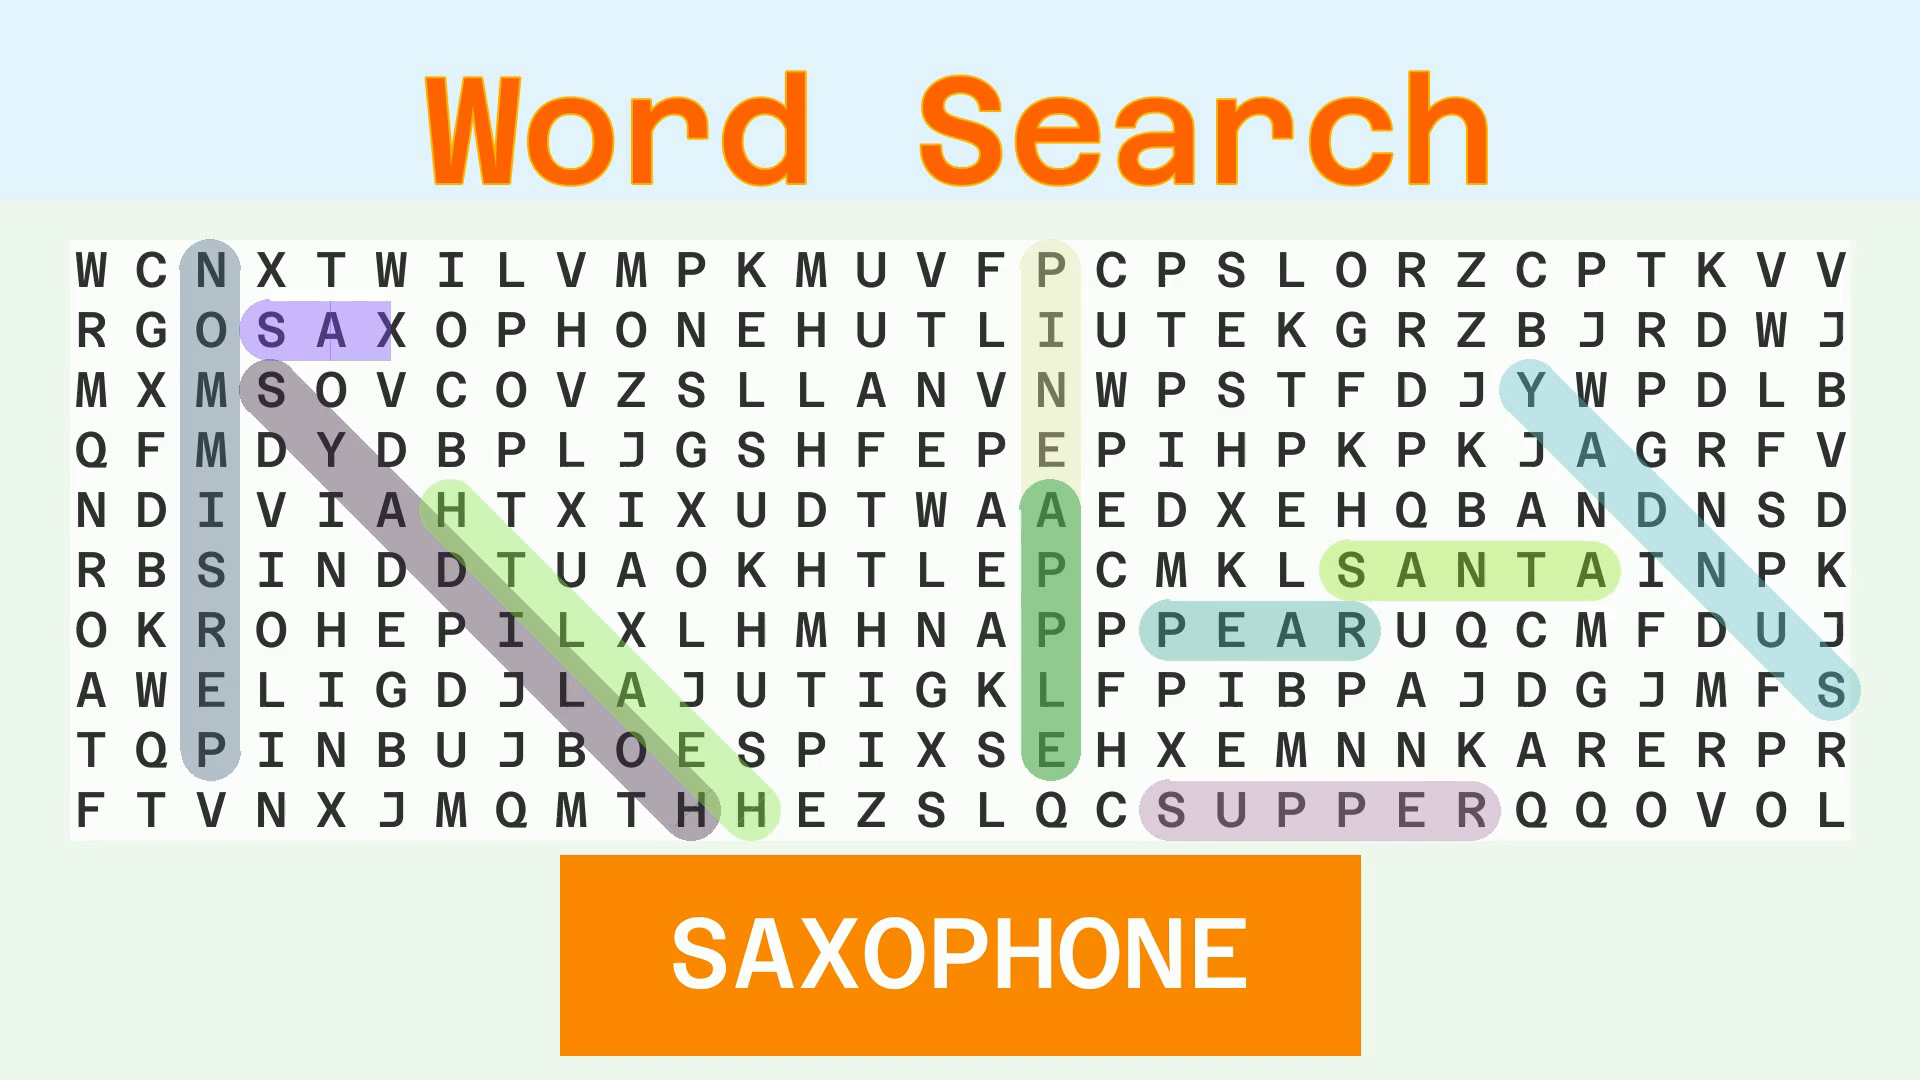 Word Search
W C N X T W I L V M P K M U V F P C P S L O R Z C P T K V V
R G O S A X O P H O N E H U T L I U T E K G R Z B J R D W J
M X M S O V C O V Z S L L A N V N W P S T F D J Y W P D L B
Q F M D Y D B P L J G S H F E P E P I H P K P K J A G R F V
N D I V I A H T X I X U D T W A A E D X E H Q B A N D N S D
R B S I N D D T U A O K H T L E P C M K L S A N T A I N P K
O K R O H E P I L X L H M H N A P P P E A R U Q C M F D U J
A W E L I G D J L A J U T I G K L F P I B P A J D G J M F S
T Q P I N B U J B O E S P I X S E H X E M N N K A R E R P R
F T V N X J M Q M T H H E Z S L Q C S U P P E R Q Q O V O L
SAXOPHONE